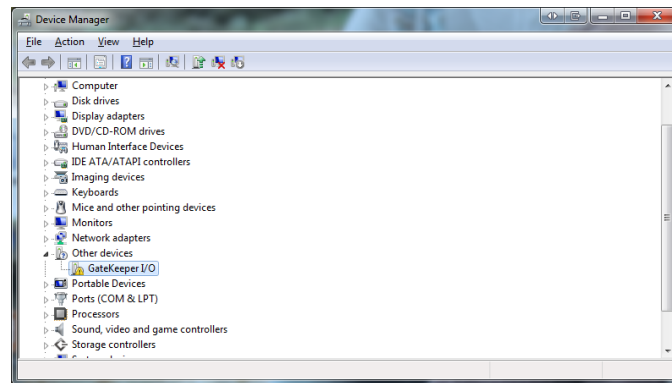 Device Manager
File Action View Help
Computer
Disk drives
Display adapters
DVD/CD-ROM drives
Human Interface Devices
IDE ATA/ATAPI controllers
Imaging devices
Keyboards
Mice and other pointing devices
Monitors
Network adapters
Other devices
GateKeeper I/O
Portable Devices
Ports (COM & LPT)
Processors
Sound, video and game controllers
Storage controllers